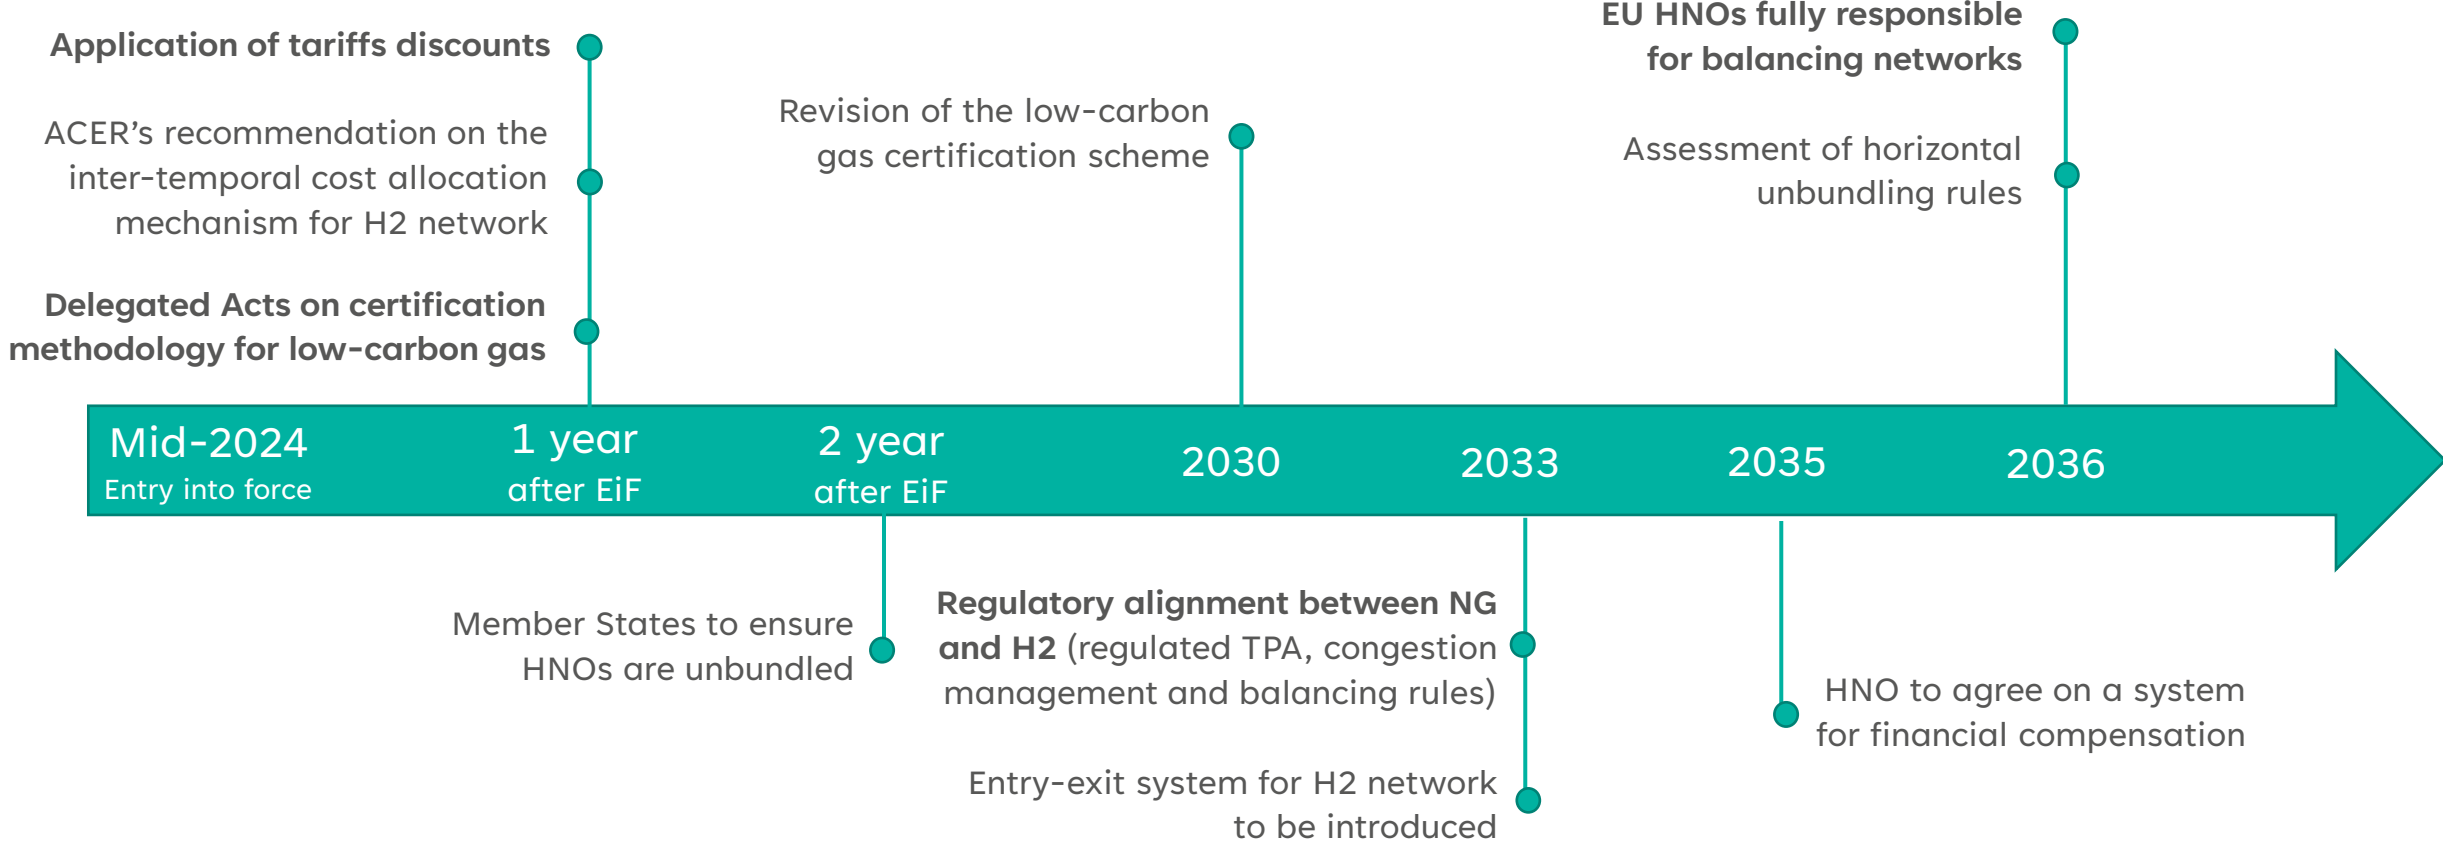 Application of tariffs discounts
ACER's recommendation on the
inter-temporal cost allocation
mechanism for H2 network
Delegated Acts on certification
methodology for low-carbon gas
Revision of the low-carbon
gas certification scheme
EU HNOs fully responsible
for balancing networks
Assessment of horizontal
unbundling rules
Mid-2024
Entry into force
1 year
after EiF
2 year
after EiF
2030
2033
2035
2036
Member States to ensure
HNOs are unbundled
Regulatory alignment between NG
and H2 (regulated TPA, congestion
management and balancing rules)
Entry-exit system for H2 network
to be introduced
HNO to agree on a system
for financial compensation